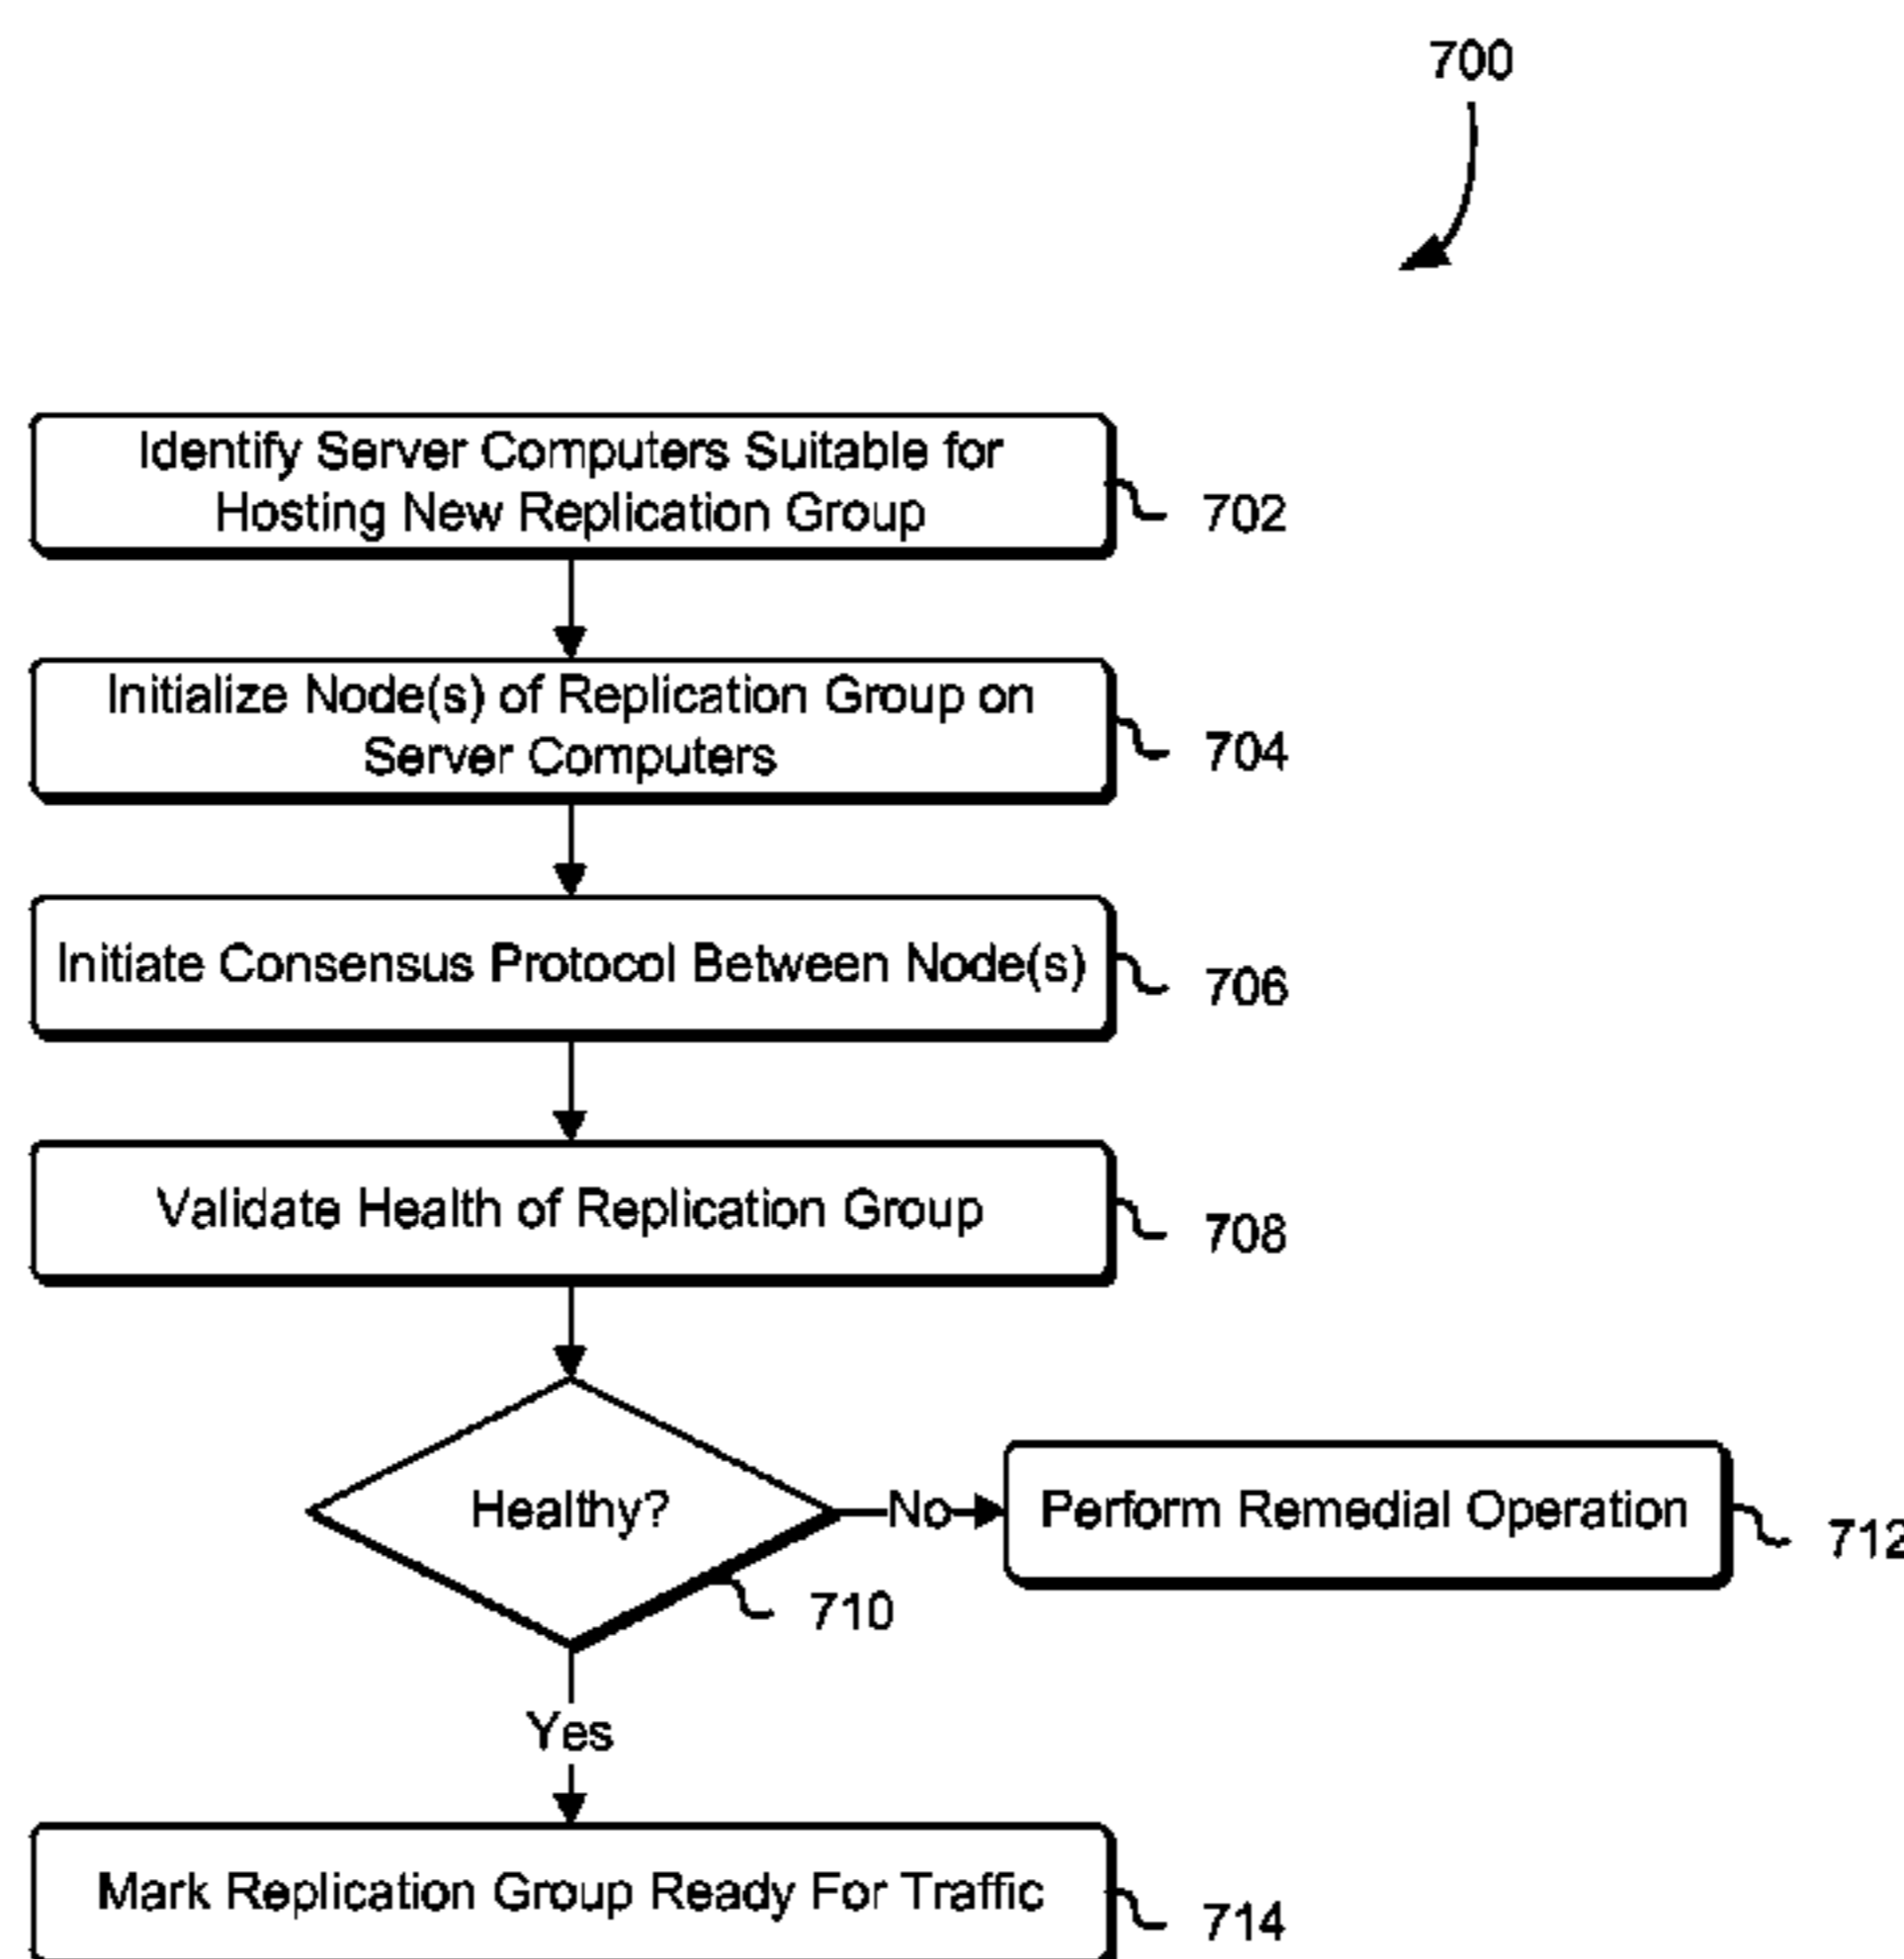 700
Identify Server Computers Suitable for
Hosting New Replication Group
702
Initialize Node(s) of Replication Group on
Server Computers
704
Initiate Consensus Protocol Between Node(s)
706
Validate Health of Replication Group
708
Healthy?
No
Perform Remedial Operation
712
710
Yes
Mark Replication Group Ready For Traffic
714